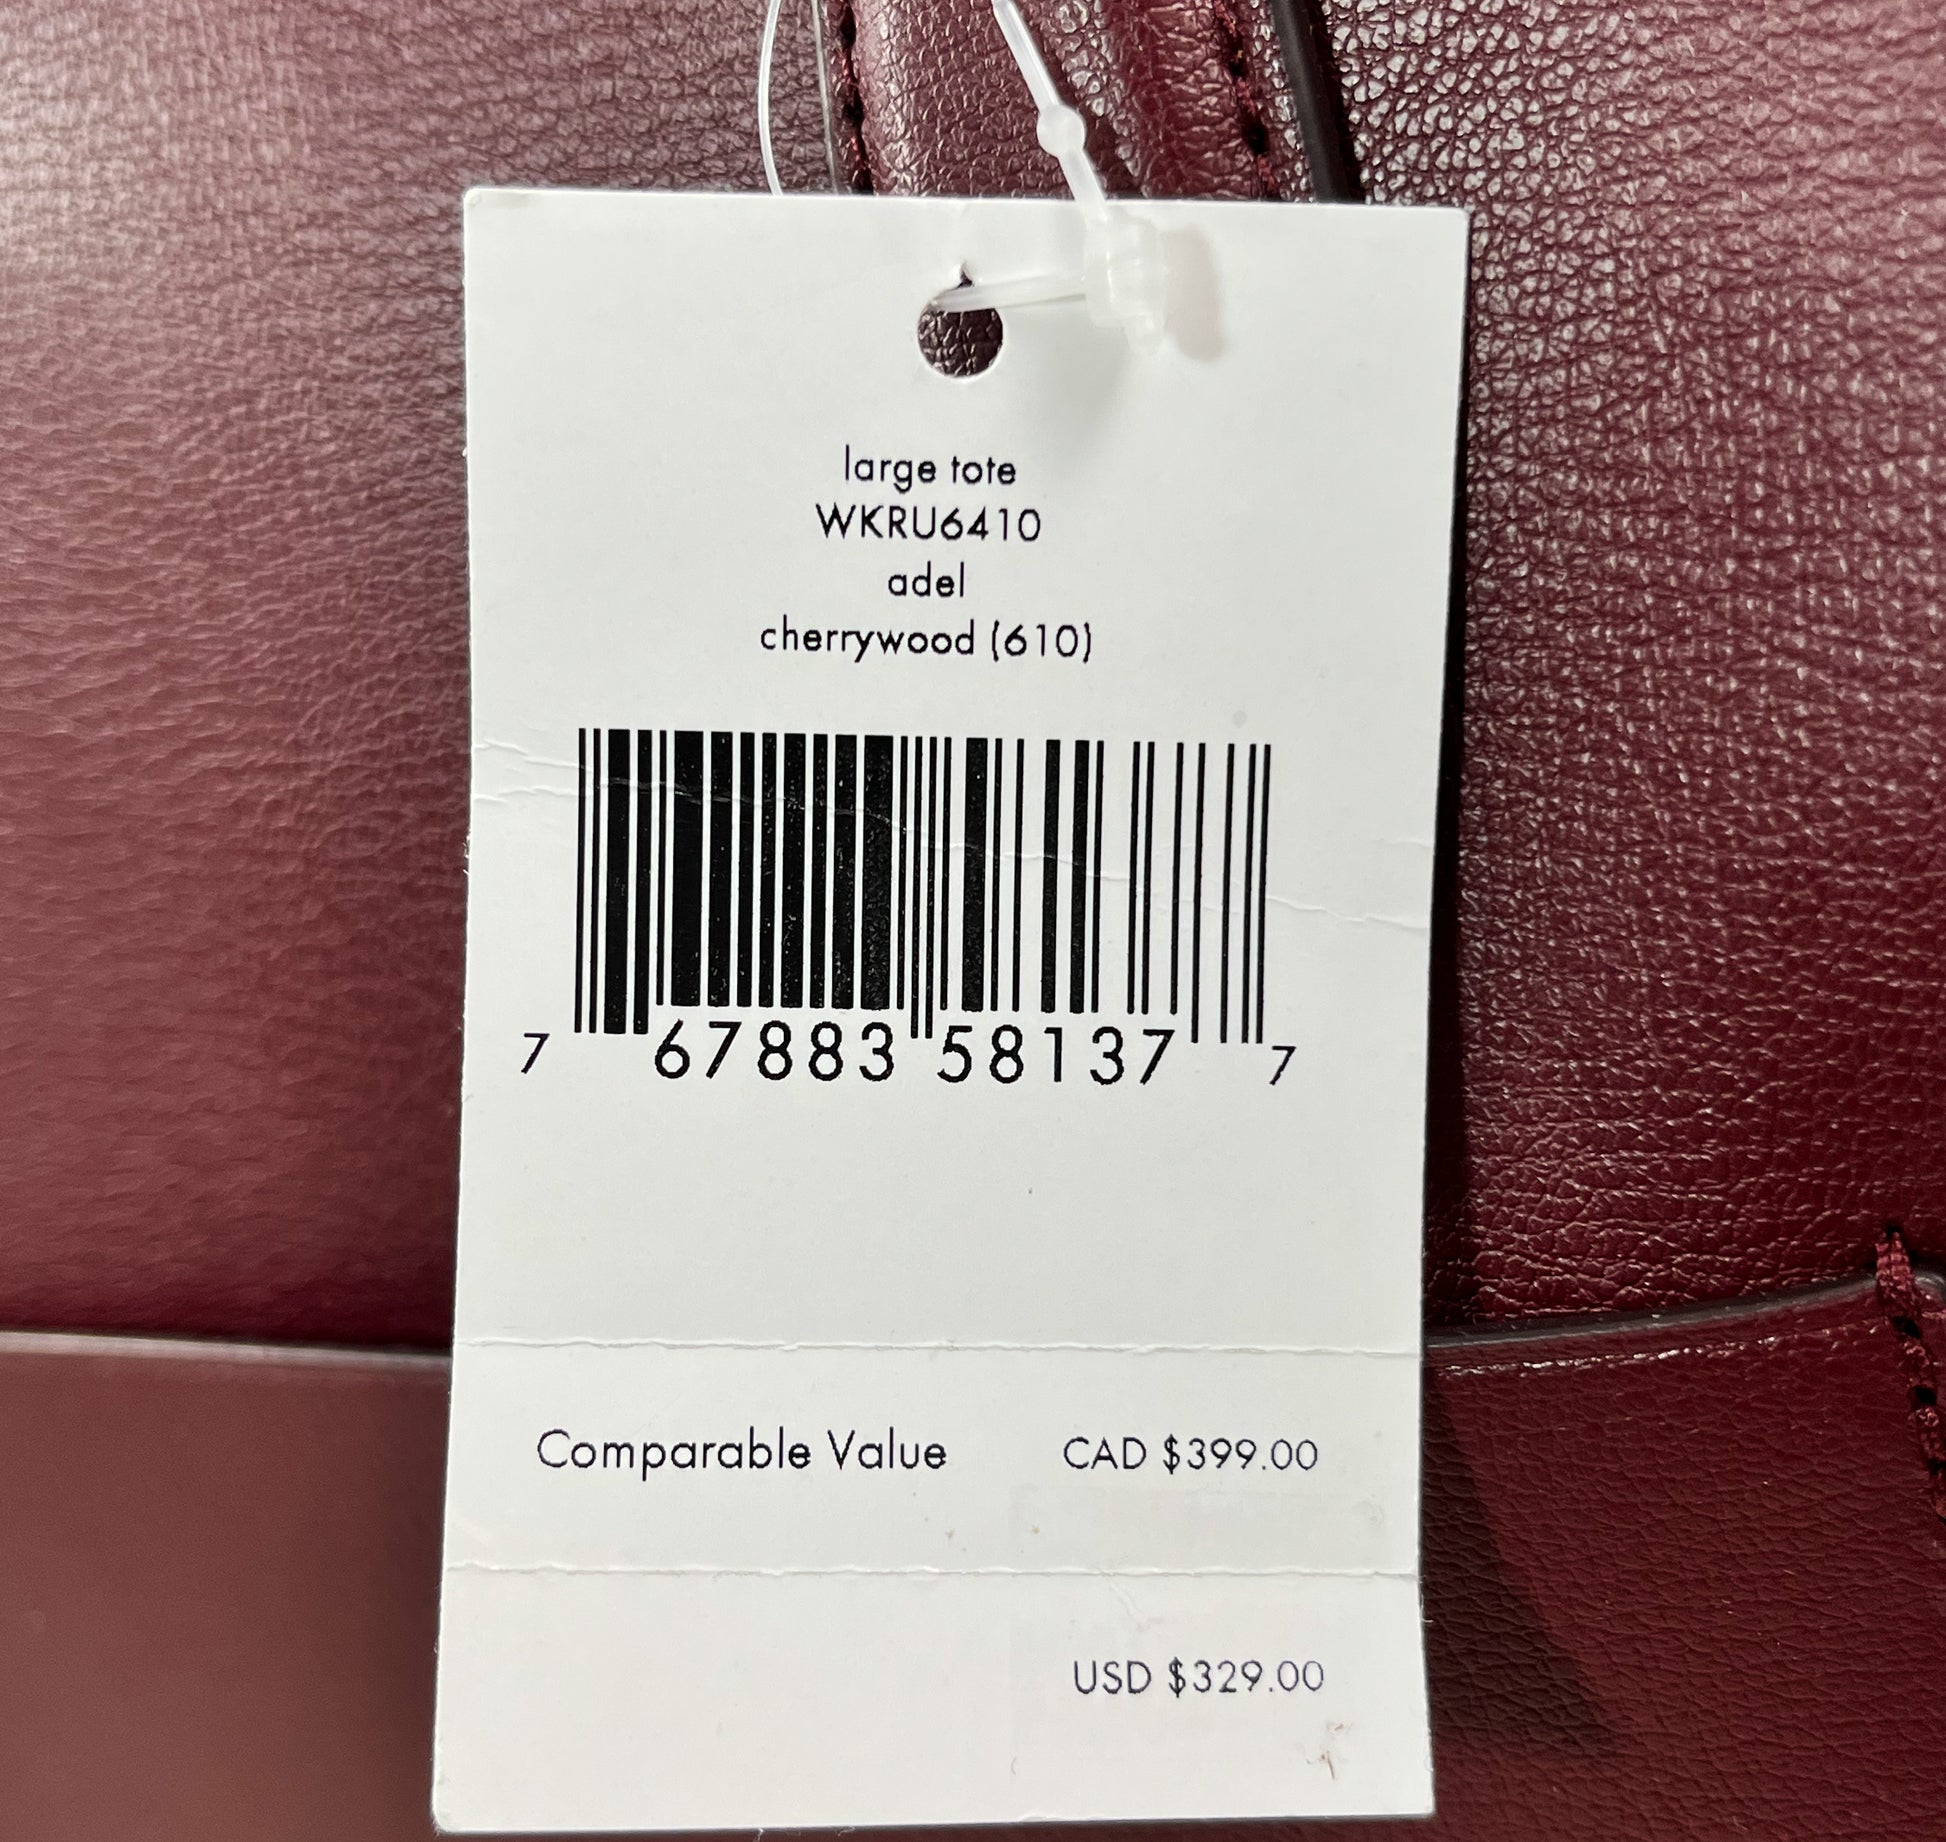 large tote
WKRU6410
adel
cherrywood (610)
7 67883 58137 7
Comparable Value CAD $399.00
USD $329.00